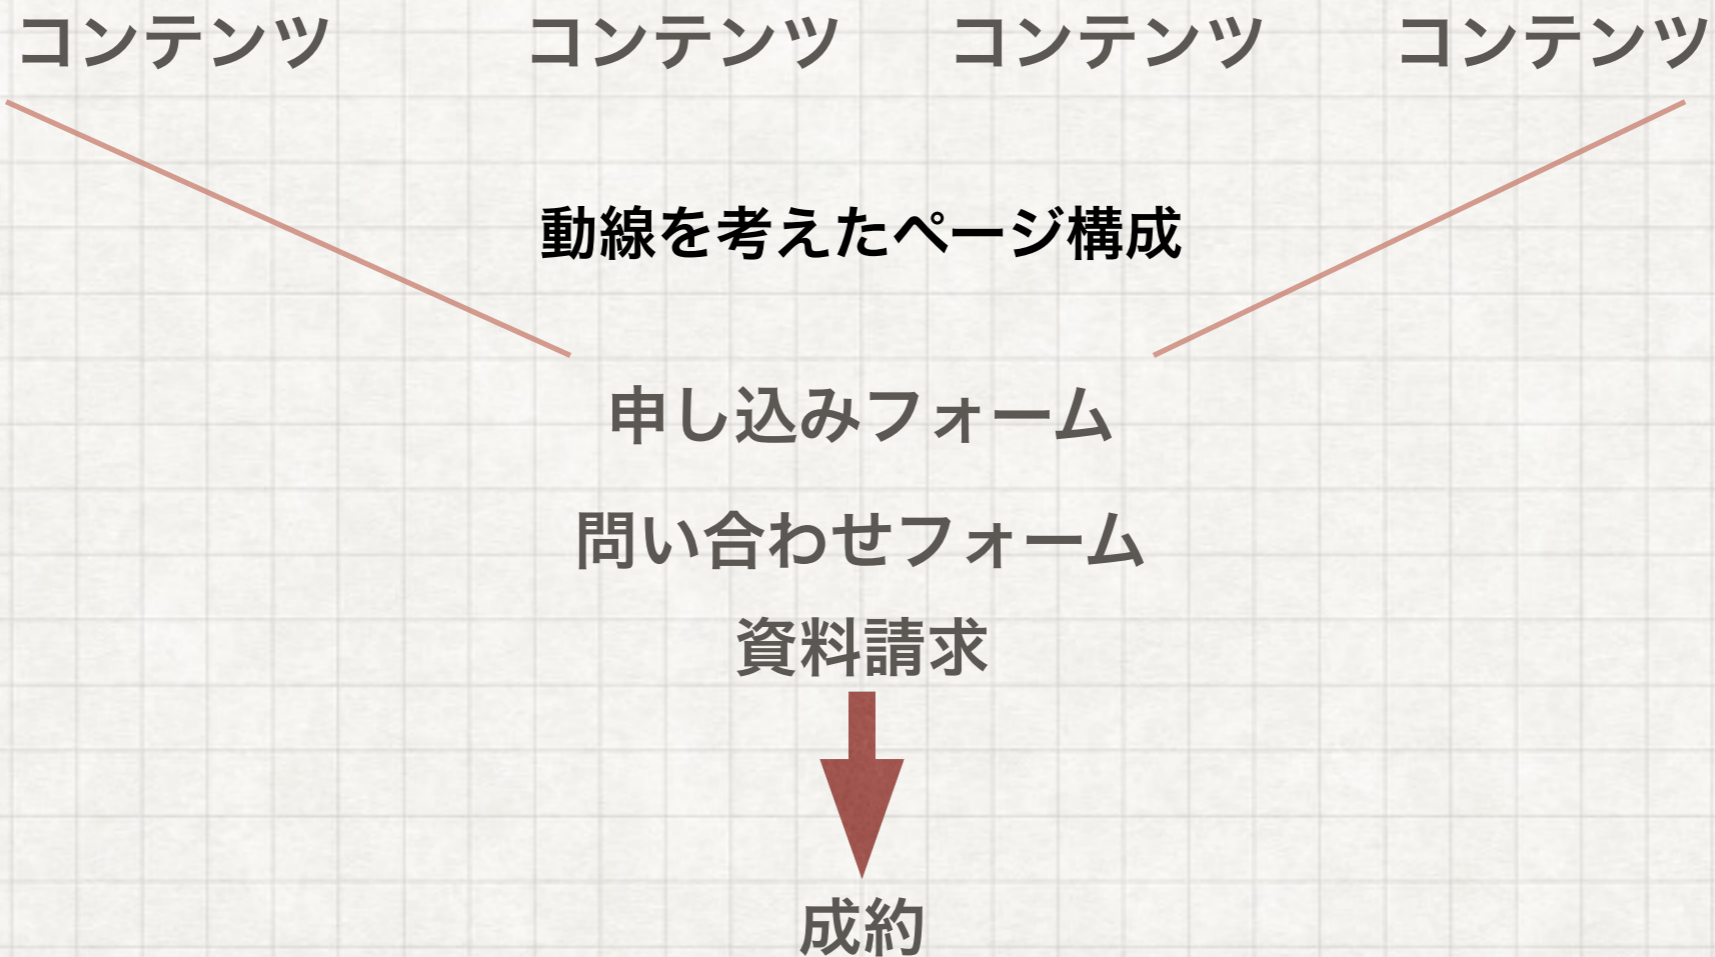 コンテンツ コンテンツ コンテンツ コンテンツ
動線を考えたページ構成
申し込みフォーム
問い合わせフォーム
資料請求
成約